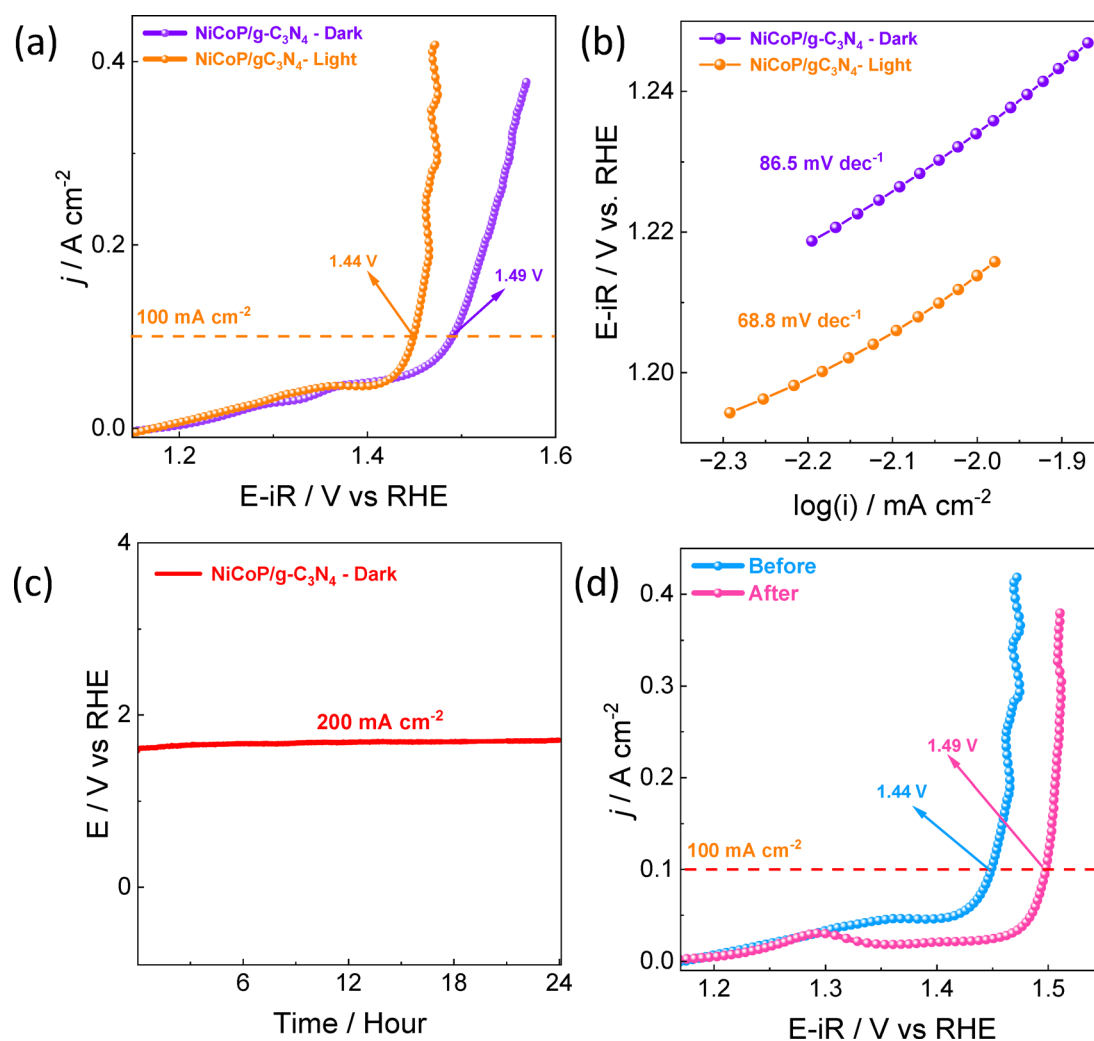 (a)
NiCoP/g-C₃N₄ - Dark
NiCoP/gC₃N₄- Light
0.4
0.2
0.0
j / A cm⁻²
1.44 V
1.49 V
100 mA cm⁻²
1.2
1.4
1.6
E-iR / V vs RHE
(b)
NiCoP/g-C₃N₄ - Dark
NiCoP/gC₃N₄- Light
1.24
1.22
1.20
E-iR / V vs. RHE
86.5 mV dec⁻¹
68.8 mV dec⁻¹
−2.3
−2.2
−2.1
−2.0
−1.9
log(i) / mA cm⁻²
(c)
NiCoP/g-C₃N₄ - Dark
4
2
0
E / V vs RHE
200 mA cm⁻²
6
12
18
24
Time / Hour
(d)
Before
After
0.4
0.3
0.2
0.1
0.0
j / A cm⁻²
1.49 V
1.44 V
100 mA cm⁻²
1.2
1.3
1.4
1.5
E-iR / V vs RHE